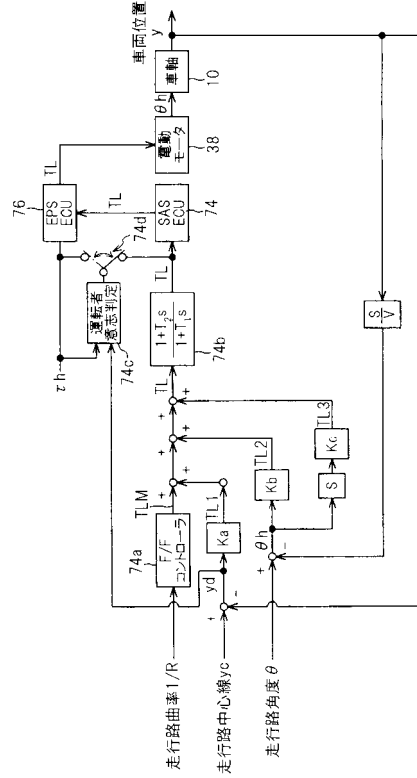 走行路曲率1/R
走行路中心線yc
走行路角度θ
74a
F/F
コントローラ
yd
TLM
Ka
TL1
θh
Kb
TL2
S
Kc
TL3
+
+
+
+
+
+
+
-
+
-
TL
1+T₂s
1+T₁s
74b
τh
運転者
意志判定
74c
74d
TL
SAS
ECU
74
TL
76
EPS
ECU
TL
電動
モータ
38
θh
車軸
10
車両位置
y
S
V